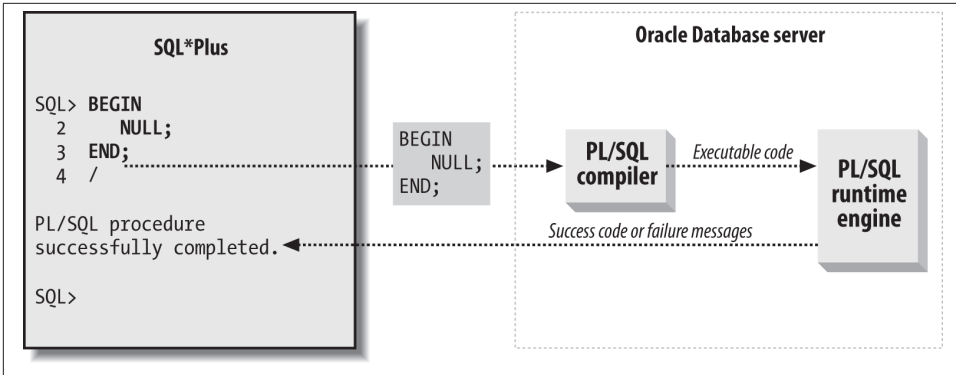 SQL*Plus
SQL> BEGIN
2 NULL;
3 END;
4 /
PL/SQL procedure
successfully completed.
SQL>
BEGIN
NULL;
END;
Oracle Database server
PL/SQL
compiler
Executable code
PL/SQL
runtime
engine
Success code or failure messages